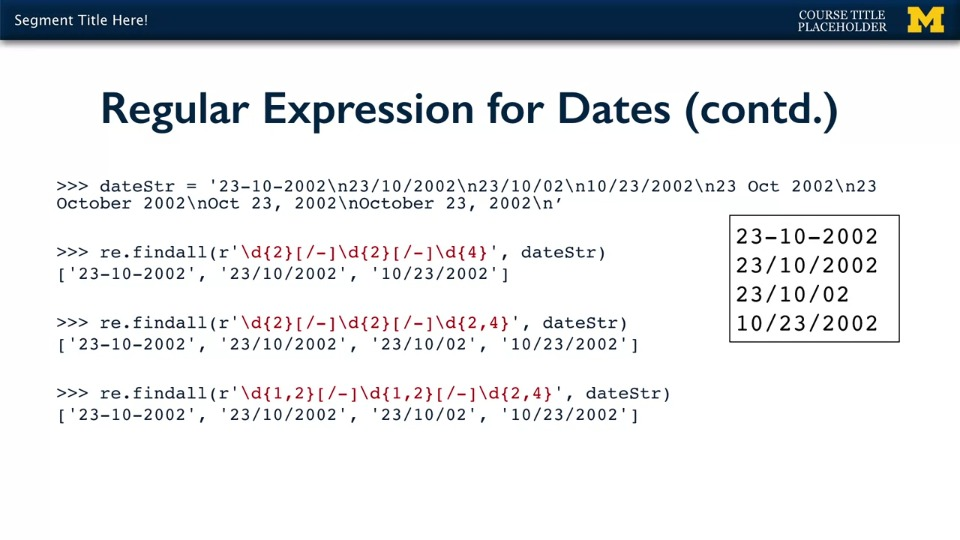 Segment Title Here!
COURSE TITLE
PLACEHOLDER
M
Regular Expression for Dates (contd.)
>>> dateStr = '23-10-2002\n23/10/2002\n23/10/02\n10/23/2002\n23 Oct 2002\n23
October 2002\nOct 23, 2002\nOctober 23, 2002\n’
>>> re.findall(r'\d{2}[/-]\d{2}[/-]\d{4}', dateStr)
['23-10-2002', '23/10/2002', '10/23/2002']
>>> re.findall(r'\d{2}[/-]\d{2}[/-]\d{2,4}', dateStr)
['23-10-2002', '23/10/2002', '23/10/02', '10/23/2002']
>>> re.findall(r'\d{1,2}[/-]\d{1,2}[/-]\d{2,4}', dateStr)
['23-10-2002', '23/10/2002', '23/10/02', '10/23/2002']
23-10-2002
23/10/2002
23/10/02
10/23/2002